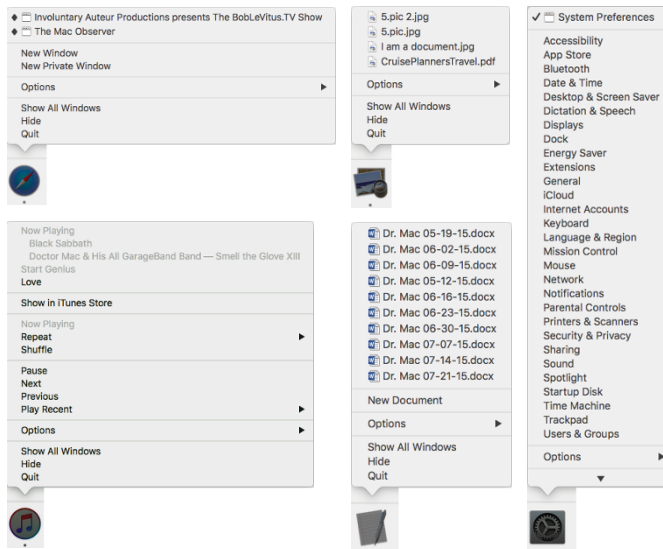 Involuntary Auteur Productions presents The BobLeVitus.TV Show
The Mac Observer
New Window
New Private Window
Options
Show All Windows
Hide
Quit
5.pic 2.jpg
5.pic.jpg
I am a document.jpg
CruisePlannersTravel.pdf
Options
Show All Windows
Hide
Quit
System Preferences
Accessibility
App Store
Bluetooth
Date & Time
Desktop & Screen Saver
Dictation & Speech
Displays
Dock
Energy Saver
Extensions
General
iCloud
Internet Accounts
Keyboard
Language & Region
Mission Control
Mouse
Network
Notifications
Parental Controls
Printers & Scanners
Security & Privacy
Sharing
Sound
Spotlight
Startup Disk
Time Machine
Trackpad
Users & Groups
Options
Now Playing
Black Sabbath
Doctor Mac & His All GarageBand Band — Smell the Glove XIII
Start Genius
Love
Show in iTunes Store
Now Playing
Repeat
Shuffle
Pause
Next
Previous
Play Recent
Options
Show All Windows
Hide
Quit
Dr. Mac 05-19-15.docx
Dr. Mac 06-02-15.docx
Dr. Mac 06-09-15.docx
Dr. Mac 05-12-15.docx
Dr. Mac 06-16-15.docx
Dr. Mac 06-23-15.docx
Dr. Mac 06-30-15.docx
Dr. Mac 07-07-15.docx
Dr. Mac 07-14-15.docx
Dr. Mac 07-21-15.docx
New Document
Options
Show All Windows
Hide
Quit